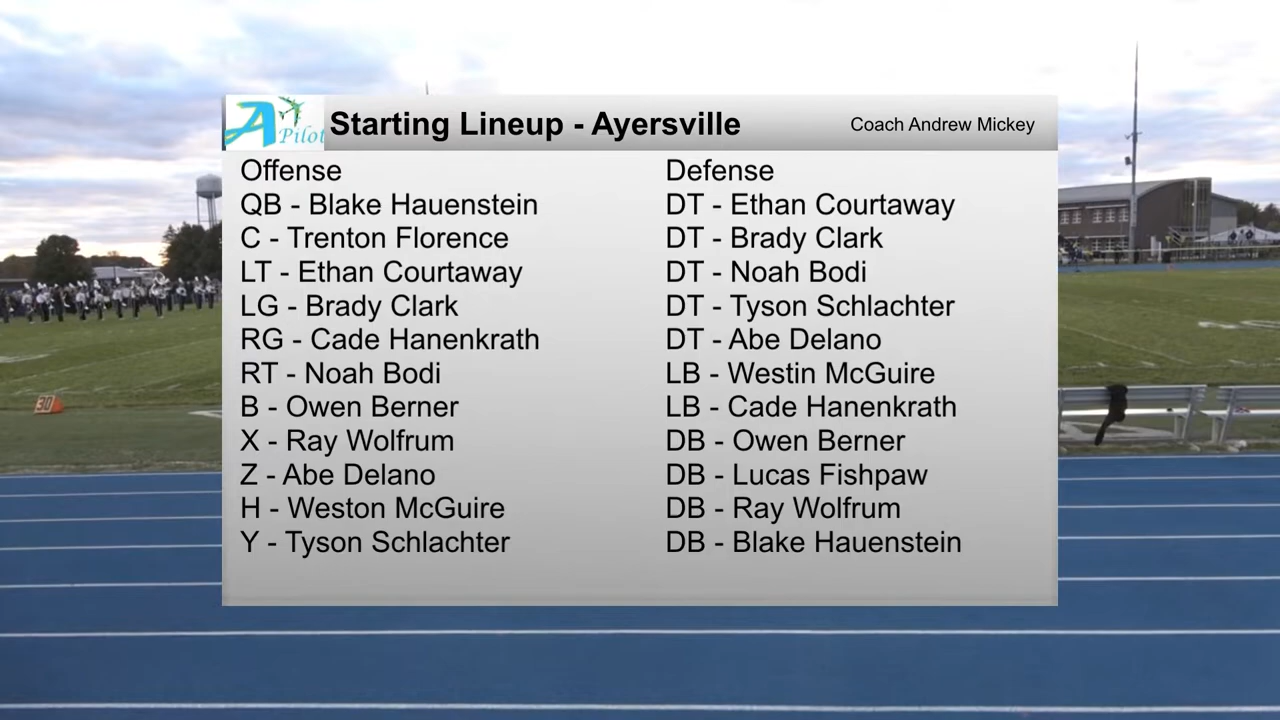 A Pilot
Starting Lineup - Ayersville
Coach Andrew Mickey
Offense
QB - Blake Hauenstein
C - Trenton Florence
LT - Ethan Courtaway
LG - Brady Clark
RG - Cade Hanenkrath
RT - Noah Bodi
B - Owen Berner
X - Ray Wolfrum
Z - Abe Delano
H - Weston McGuire
Y - Tyson Schlachter
Defense
DT - Ethan Courtaway
DT - Brady Clark
DT - Noah Bodi
DT - Tyson Schlachter
DT - Abe Delano
LB - Westin McGuire
LB - Cade Hanenkrath
DB - Owen Berner
DB - Lucas Fishpaw
DB - Ray Wolfrum
DB - Blake Hauenstein
30